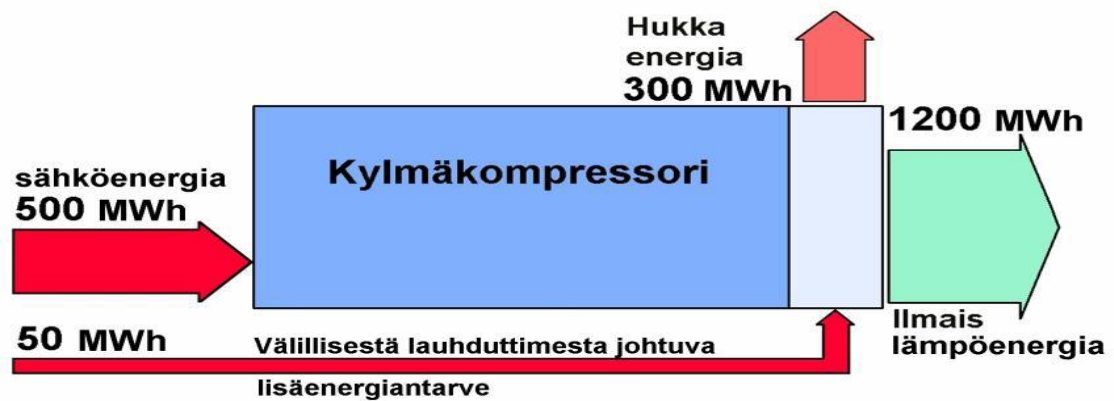 Hukka
energia
300 MWh
1200 MWh
Kylmäkompressori
sähköenergia
500 MWh
50 MWh
Välillisestä lauhduttimesta johtuva
lisäenergiantarve
Ilmais
lämpöenergia